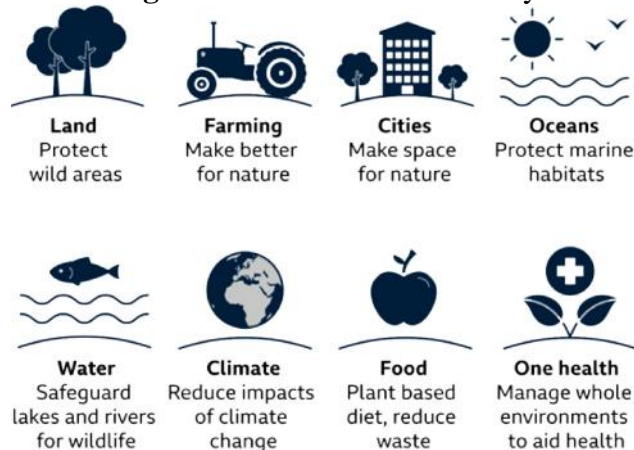 Land
Protect
wild areas
Farming
Make better
for nature
Cities
Make space
for nature
Oceans
Protect marine
habitats
Water
Safeguard
lakes and rivers
for wildlife
Climate
Reduce impacts
of climate
change
Food
Plant based
diet, reduce
waste
One health
Manage whole
environments
to aid health